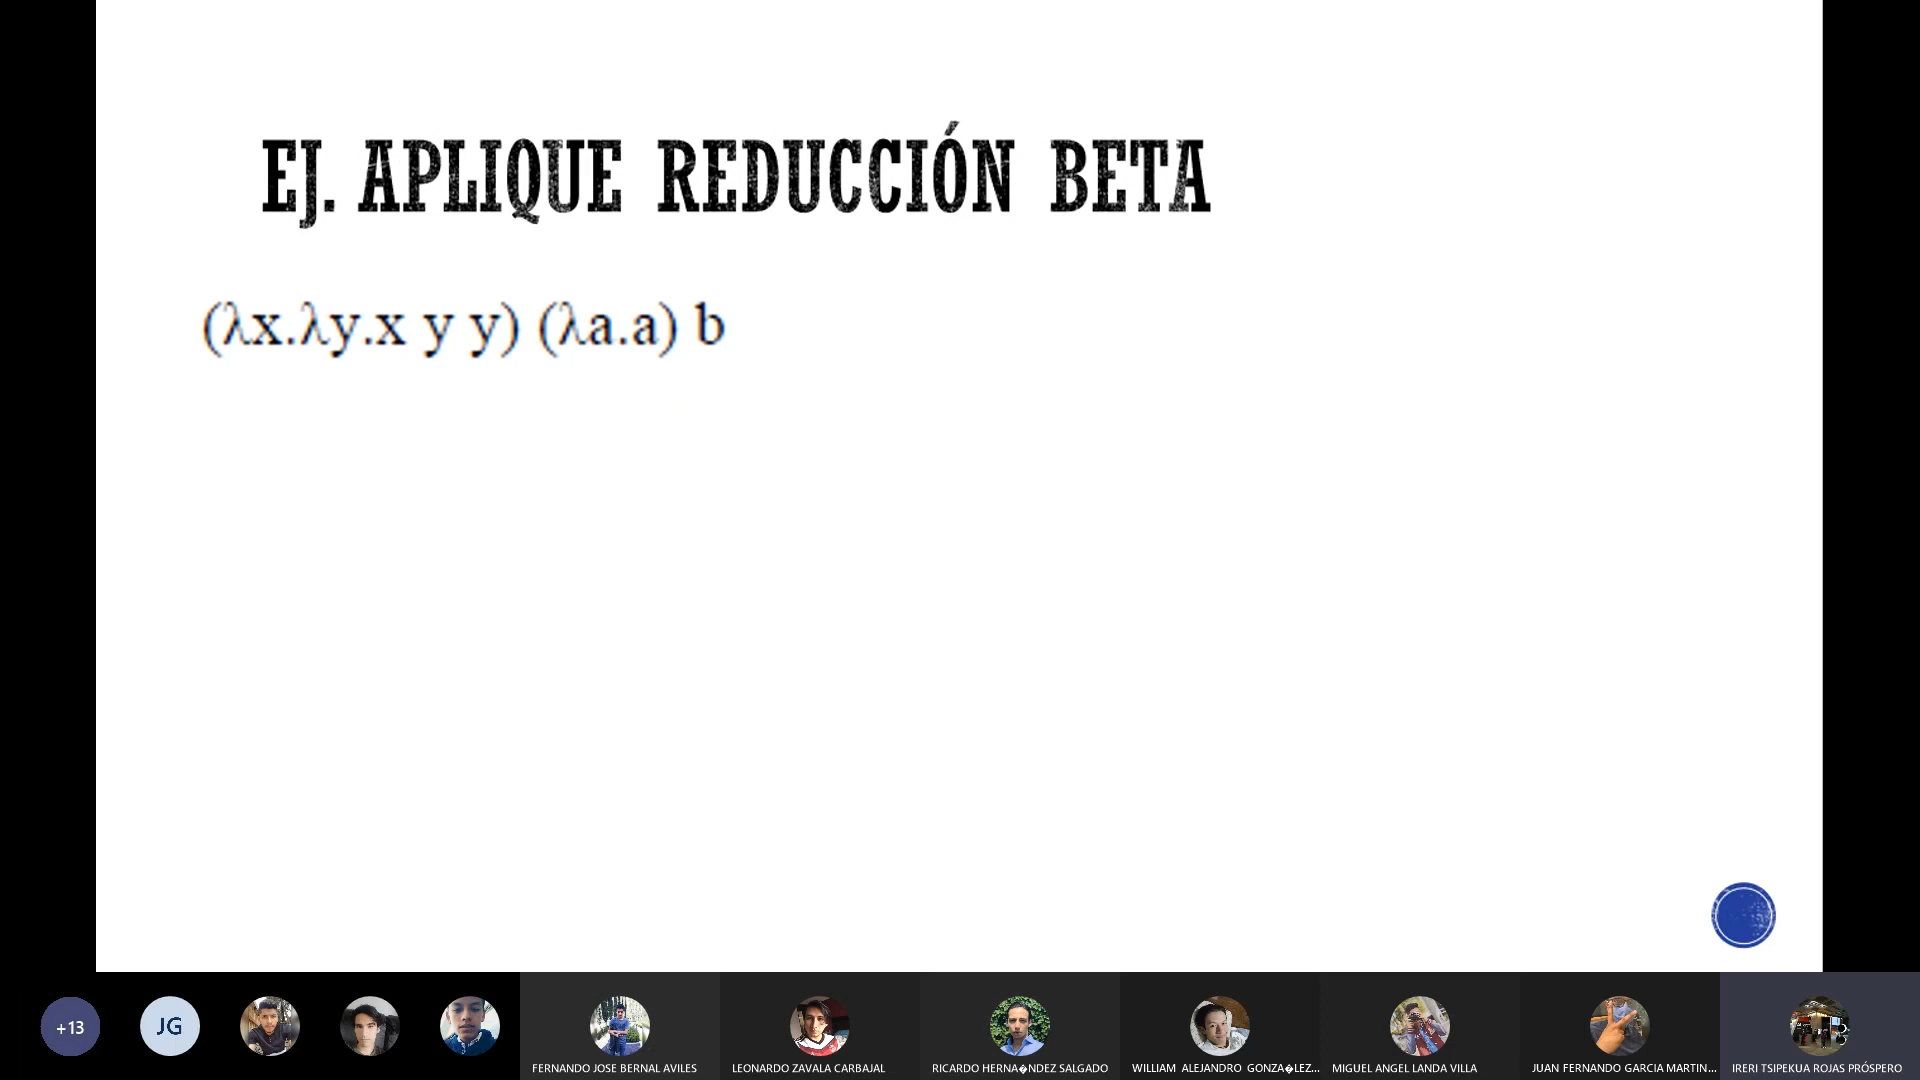 EJ. APLIQUE REDUCCIÓN BETA
(λx.λy.x y y) (λa.a) b
+13
JG
FERNANDO JOSE BERNAL AVILES
LEONARDO ZAVALA CARBAJAL
RICARDO HERNA�NDEZ SALGADO
WILLIAM ALEJANDRO GONZA�LEZ...
MIGUEL ANGEL LANDA VILLA
JUAN FERNANDO GARCIA MARTIN...
IRERI TSIPEKUA ROJAS PRÓSPERO